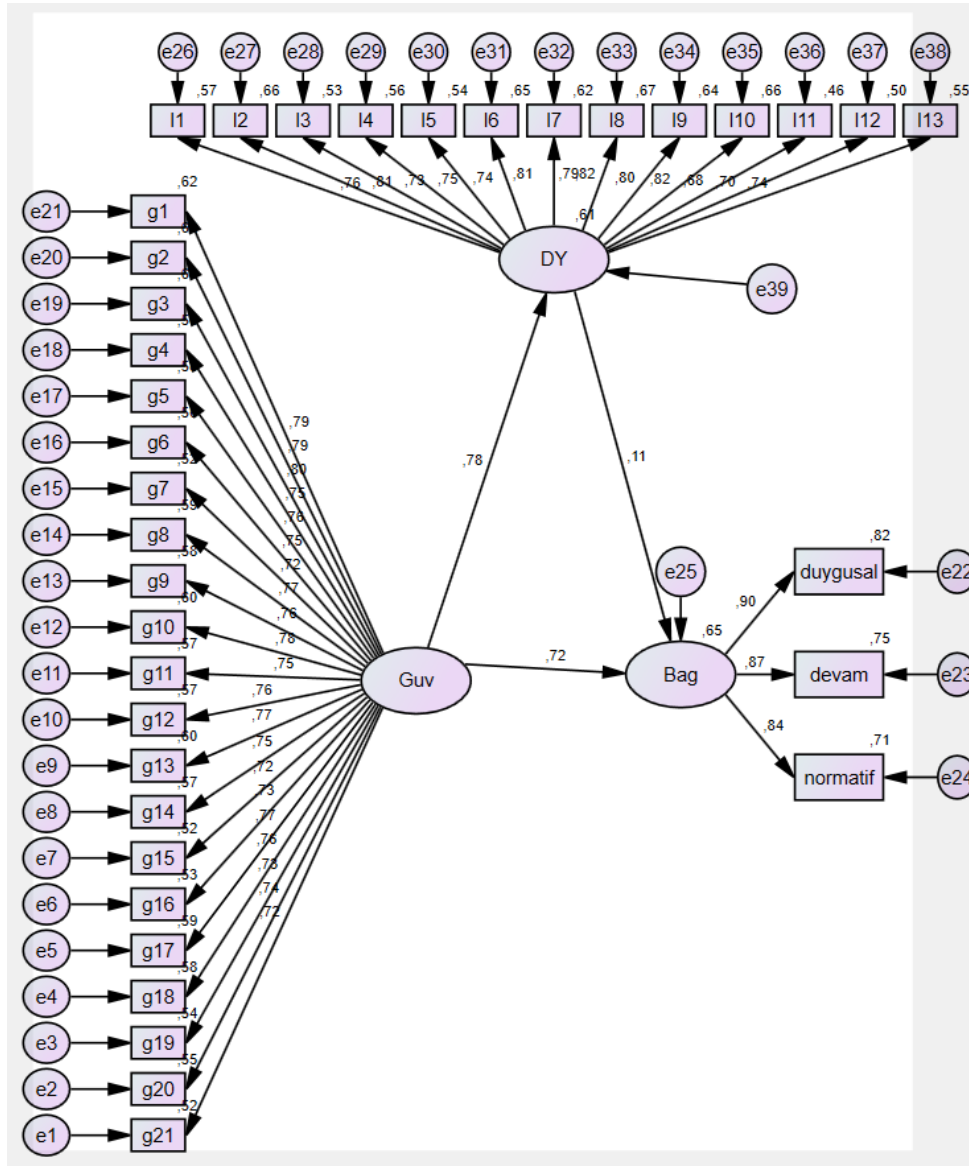 e26 e27 e28 e29 e30 e31 e32 e33 e34 e35 e36 e37 e38
,57 ,66 ,53 ,56 ,54 ,65 ,62 ,67 ,64 ,66 ,46 ,50 ,55
I1 I2 I3 I4 I5 I6 I7 I8 I9 I10 I11 I12 I13
,76 ,81 ,73 ,75 ,74 ,81 ,79 ,82 ,80 ,82 ,68 ,70 ,74
,61
DY
e39
,62
e21 g1
e20 g2
e19 g3
e18 g4
e17 g5
e16 g6
,52
e15 g7
,59
e14 g8
,58
e13 g9
,60
e12 g10
,57
e11 g11
,57
e10 g12
,60
e9 g13
,57
e8 g14
,52
e7 g15
,53
e6 g16
,59
e5 g17
,58
e4 g18
,54
e3 g19
,55
e2 g20
,52
e1 g21
,79
,79
,80
,75
,76
,75
,72
,77
,76
,78
,75
,76
,77
,75
,72
,73
,77
,76
,73
,74
,72
Guv
,78
,11
,72
e25
,65
Bag
,90
,87
,84
,82
duygusal e22
,75
devam e23
,71
normatif e24